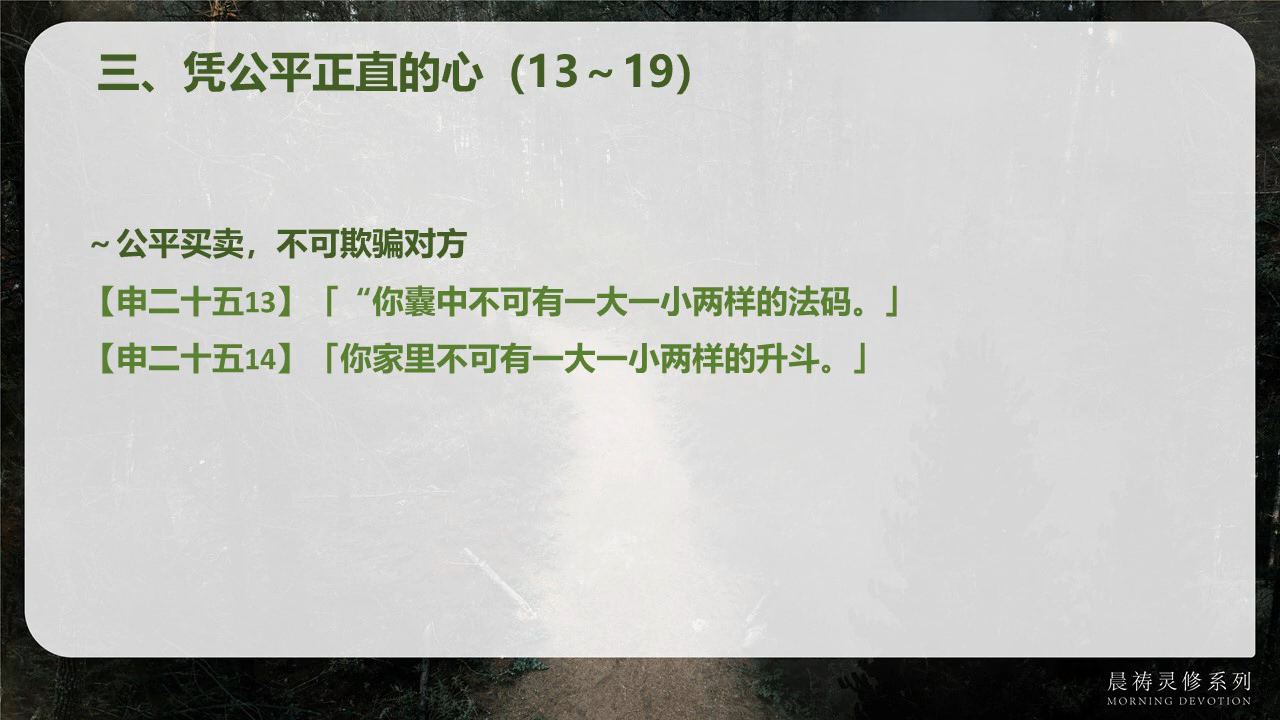 三、凭公平正直的心（13～19）
～公平买卖，不可欺骗对方
【申二十五13】「“你囊中不可有一大一小两样的法码。」
【申二十五14】「你家里不可有一大一小两样的升斗。」
晨祷灵修系列
MORNING DEVOTION